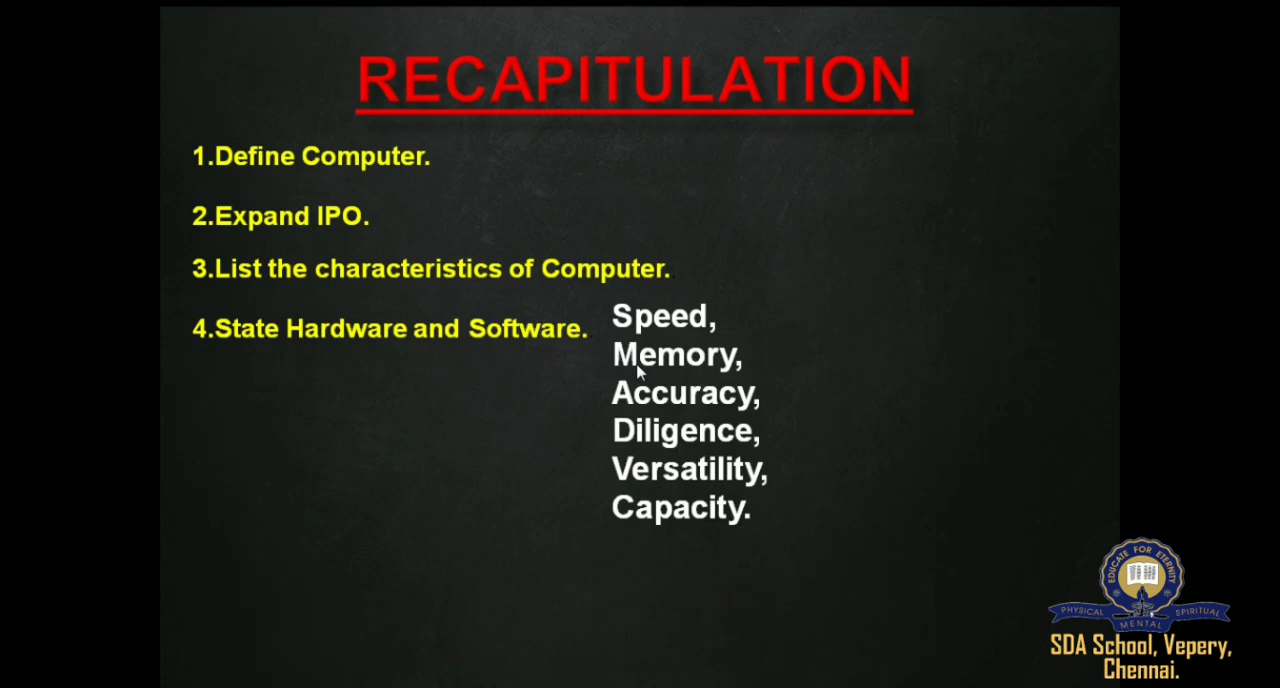 RECAPITULATION
1.Define Computer.
2.Expand IPO.
3.List the characteristics of Computer.
4.State Hardware and Software.
Speed,
Memory,
Accuracy,
Diligence,
Versatility,
Capacity.
EDUCATE FOR ETERNITY
PHYSICAL
MENTAL
SPIRITUAL
SDA School, Vepery,
Chennai.